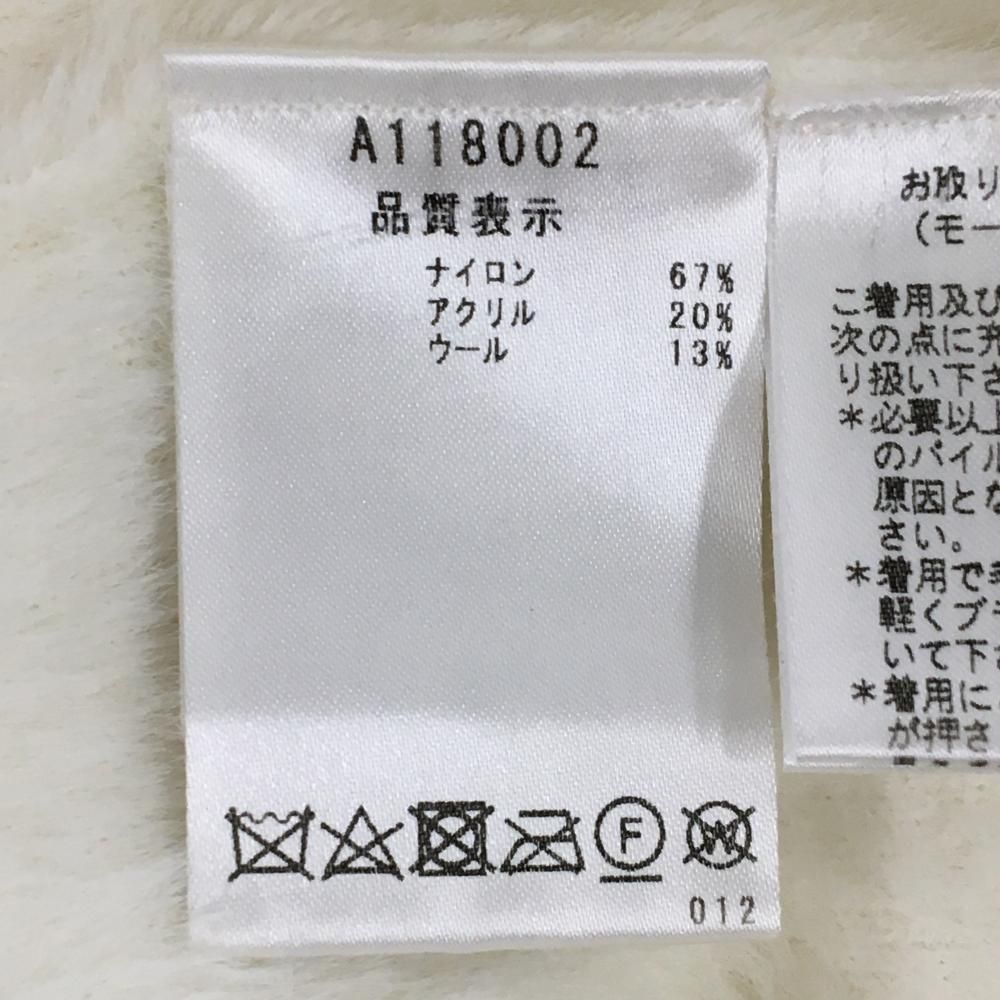 A118002
品質表示
ナイロン 67%
アクリル 20%
ウール 13%
F
W
012
お取り
(モー
ご着用及び
次の点に充
り扱い下さ
*必要以上
のパイル
原因とな
さい。
*着用で毛
軽くブラ
いて下さ
*着用に
が押さ